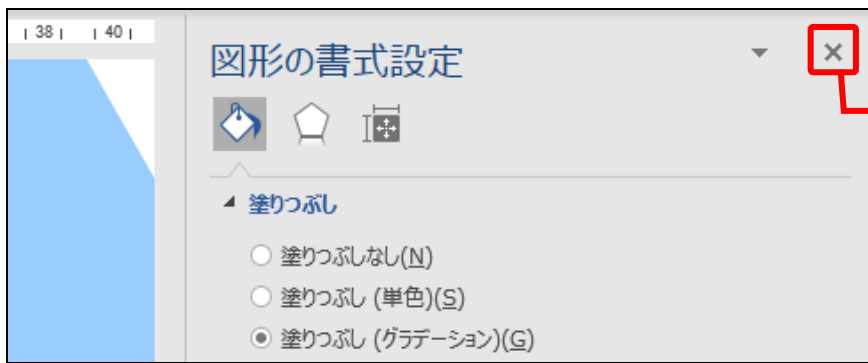 | 38 | | 40 |
図形の書式設定
塗りつぶし
塗りつぶしなし(N)
塗りつぶし (単色)(S)
塗りつぶし (グラデーション)(G)